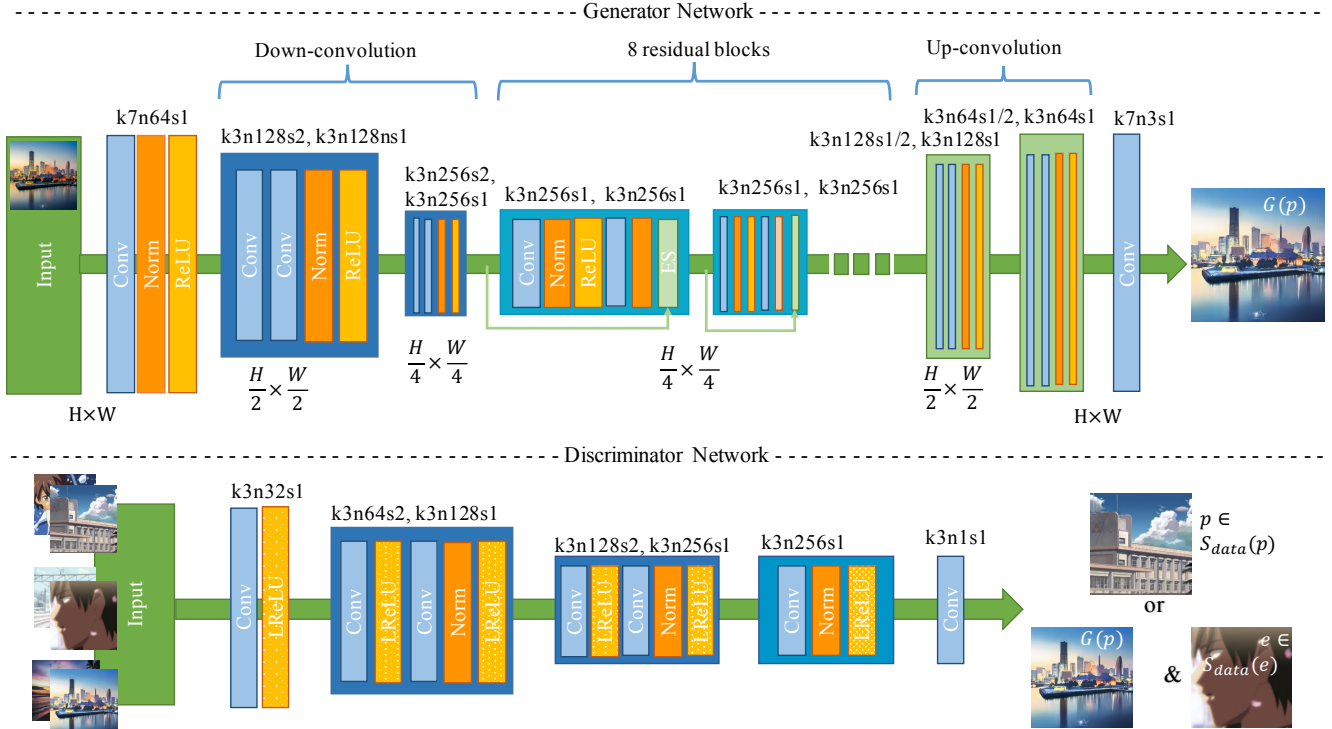 Generator Network
Down-convolution
8 residual blocks
Up-convolution
k7n64s1
k3n128s2, k3n128ns1
k3n256s2,
k3n256s1
k3n256s1, k3n256s1
k3n256s1, k3n256s1
k3n128s1/2, k3n128s1
k3n64s1/2, k3n64s1
k7n3s1
Input
Conv
Norm
ReLU
Conv
Conv
Norm
ReLU
Conv
Norm
ReLU
ES
Conv
G(p)
H×W
H/2 × W/2
H/4 × W/4
H/4 × W/4
H/2 × W/2
H×W
Discriminator Network
k3n32s1
k3n64s2, k3n128s1
k3n128s2, k3n256s1
k3n256s1
k3n1s1
Input
Conv
LReLU
Conv
LReLU
Conv
Norm
LReLU
Conv
LReLU
Conv
Norm
LReLU
Conv
Norm
LReLU
Conv
p ∈
S_data(p)
or
G(p)
&
e ∈
S_data(e)